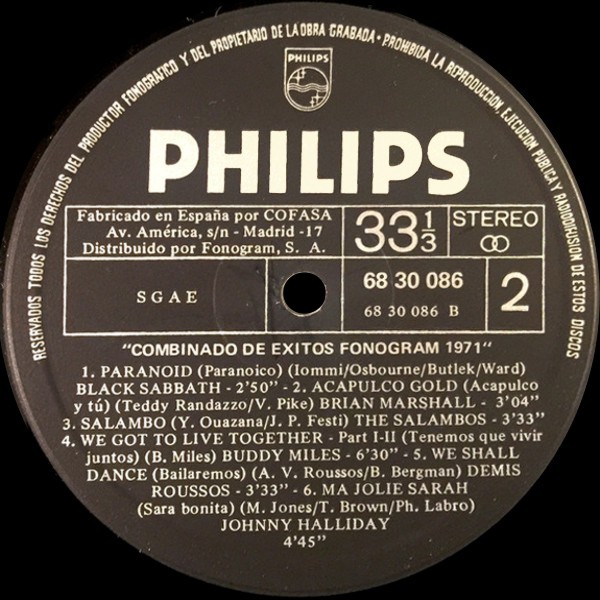 RESERVADOS TODOS LOS DERECHOS DEL PRODUCTOR FONOGRAFICO Y DEL PROPIETARIO DE LA OBRA GRABADA · PROHIBIDA LA REPRODUCCION, EJECUCION PUBLICA Y RADIODIFUSION DE ESTOS DISCOS
PHILIPS
PHILIPS
Fabricado en España por COFASA
Av. América, s/n - Madrid -17
Distribuido por Fonogram, S. A.
33 1/3
STEREO
SGAE
68 30 086
68 30 086 B
2
"COMBINADO DE EXITOS FONOGRAM 1971"
1. PARANOID (Paranoico) (Iommi/Osbourne/Butlek/Ward)
BLACK SABBATH - 2'50" - 2. ACAPULCO GOLD (Acapulco
y tú) (Teddy Randazzo/V. Pike) BRIAN MARSHALL - 3'04"
3. SALAMBO (Y. Ouazana/J. P. Festi) THE SALAMBOS - 3'33"
4. WE GOT TO LIVE TOGETHER - Part I-II (Tenemos que vivir
juntos) (B. Miles) BUDDY MILES - 6'30" - 5. WE SHALL
DANCE (Bailaremos) (A. V. Roussos/B. Bergman) DEMIS
ROUSSOS - 3'33" - 6. MA JOLIE SARAH
(Sara bonita) (M. Jones/T. Brown/Ph. Labro)
JOHNNY HALLIDAY
4'45"